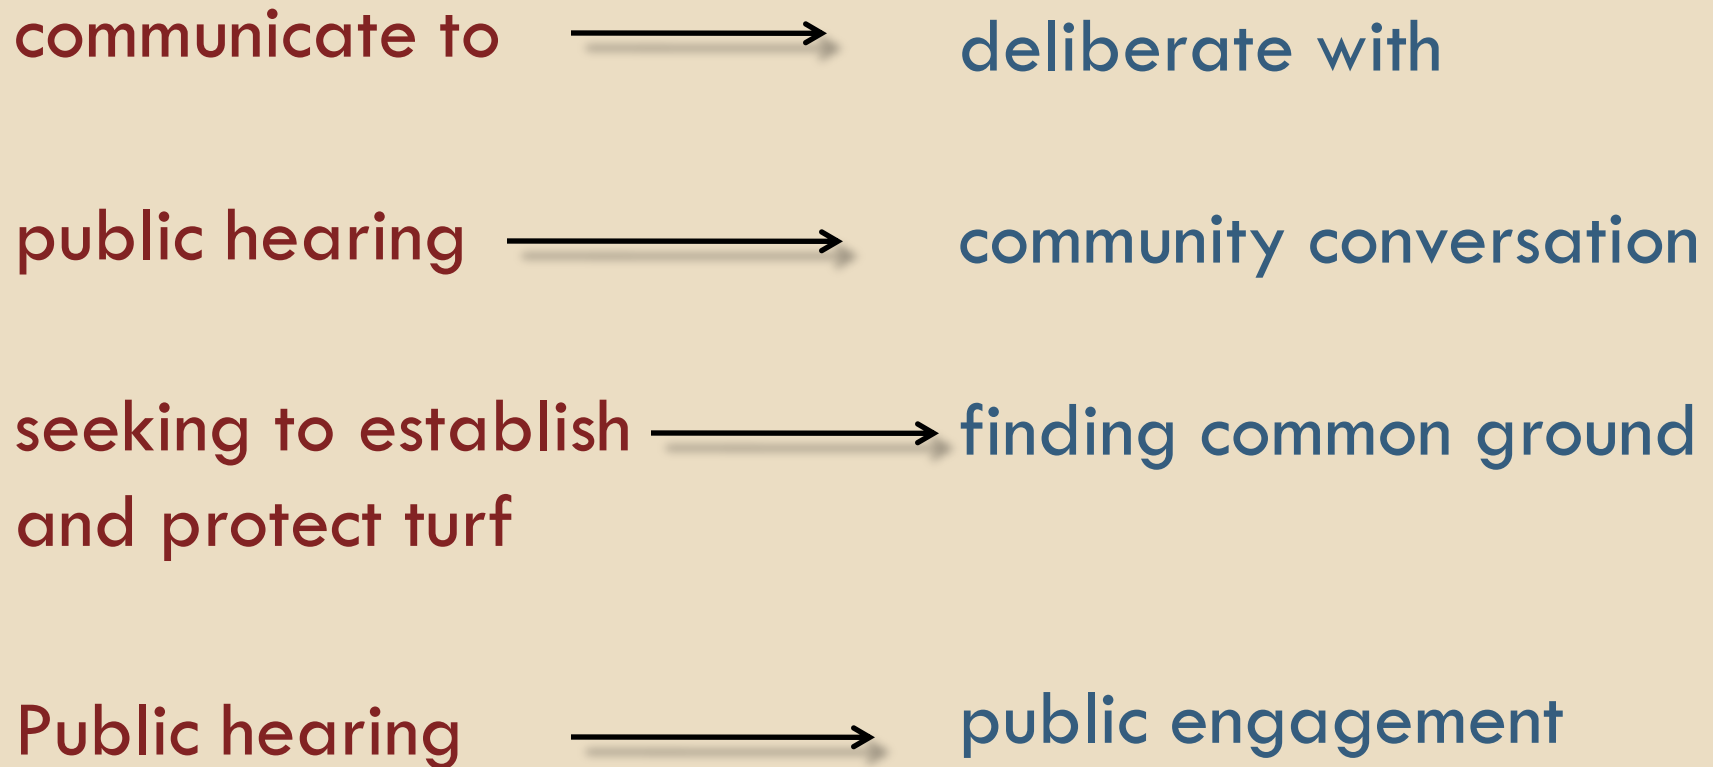 communicate to
deliberate with
public hearing
community conversation
seeking to establish
and protect turf
finding common ground
Public hearing
public engagement